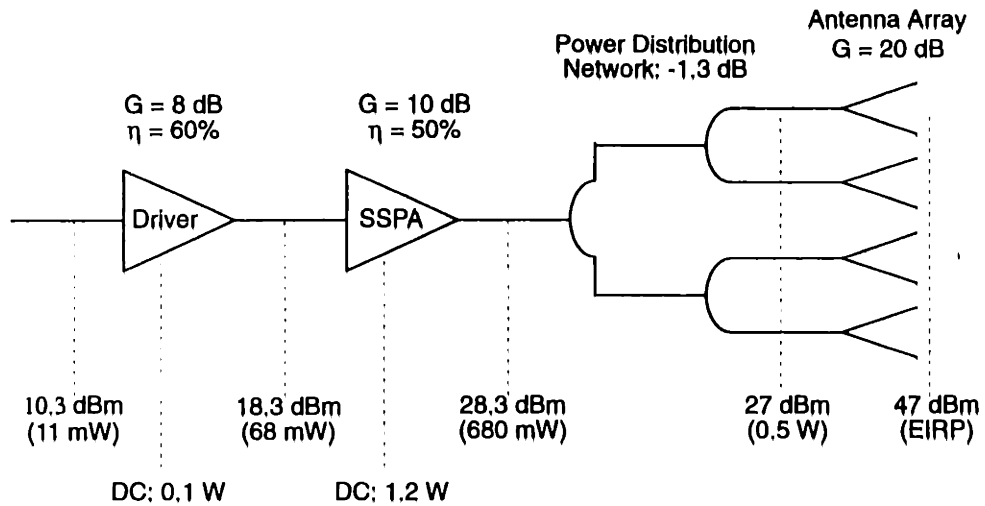 Antenna Array
G = 20 dB
Power Distribution
Network; -1,3 dB
G = 8 dB
η = 60%
G = 10 dB
η = 50%
Driver
SSPA
10,3 dBm
(11 mW)
18,3 dBm
(68 mW)
28,3 dBm
(680 mW)
27 dBm
(0,5 W)
47 dBm
(EIRP)
DC; 0,1 W
DC; 1,2 W